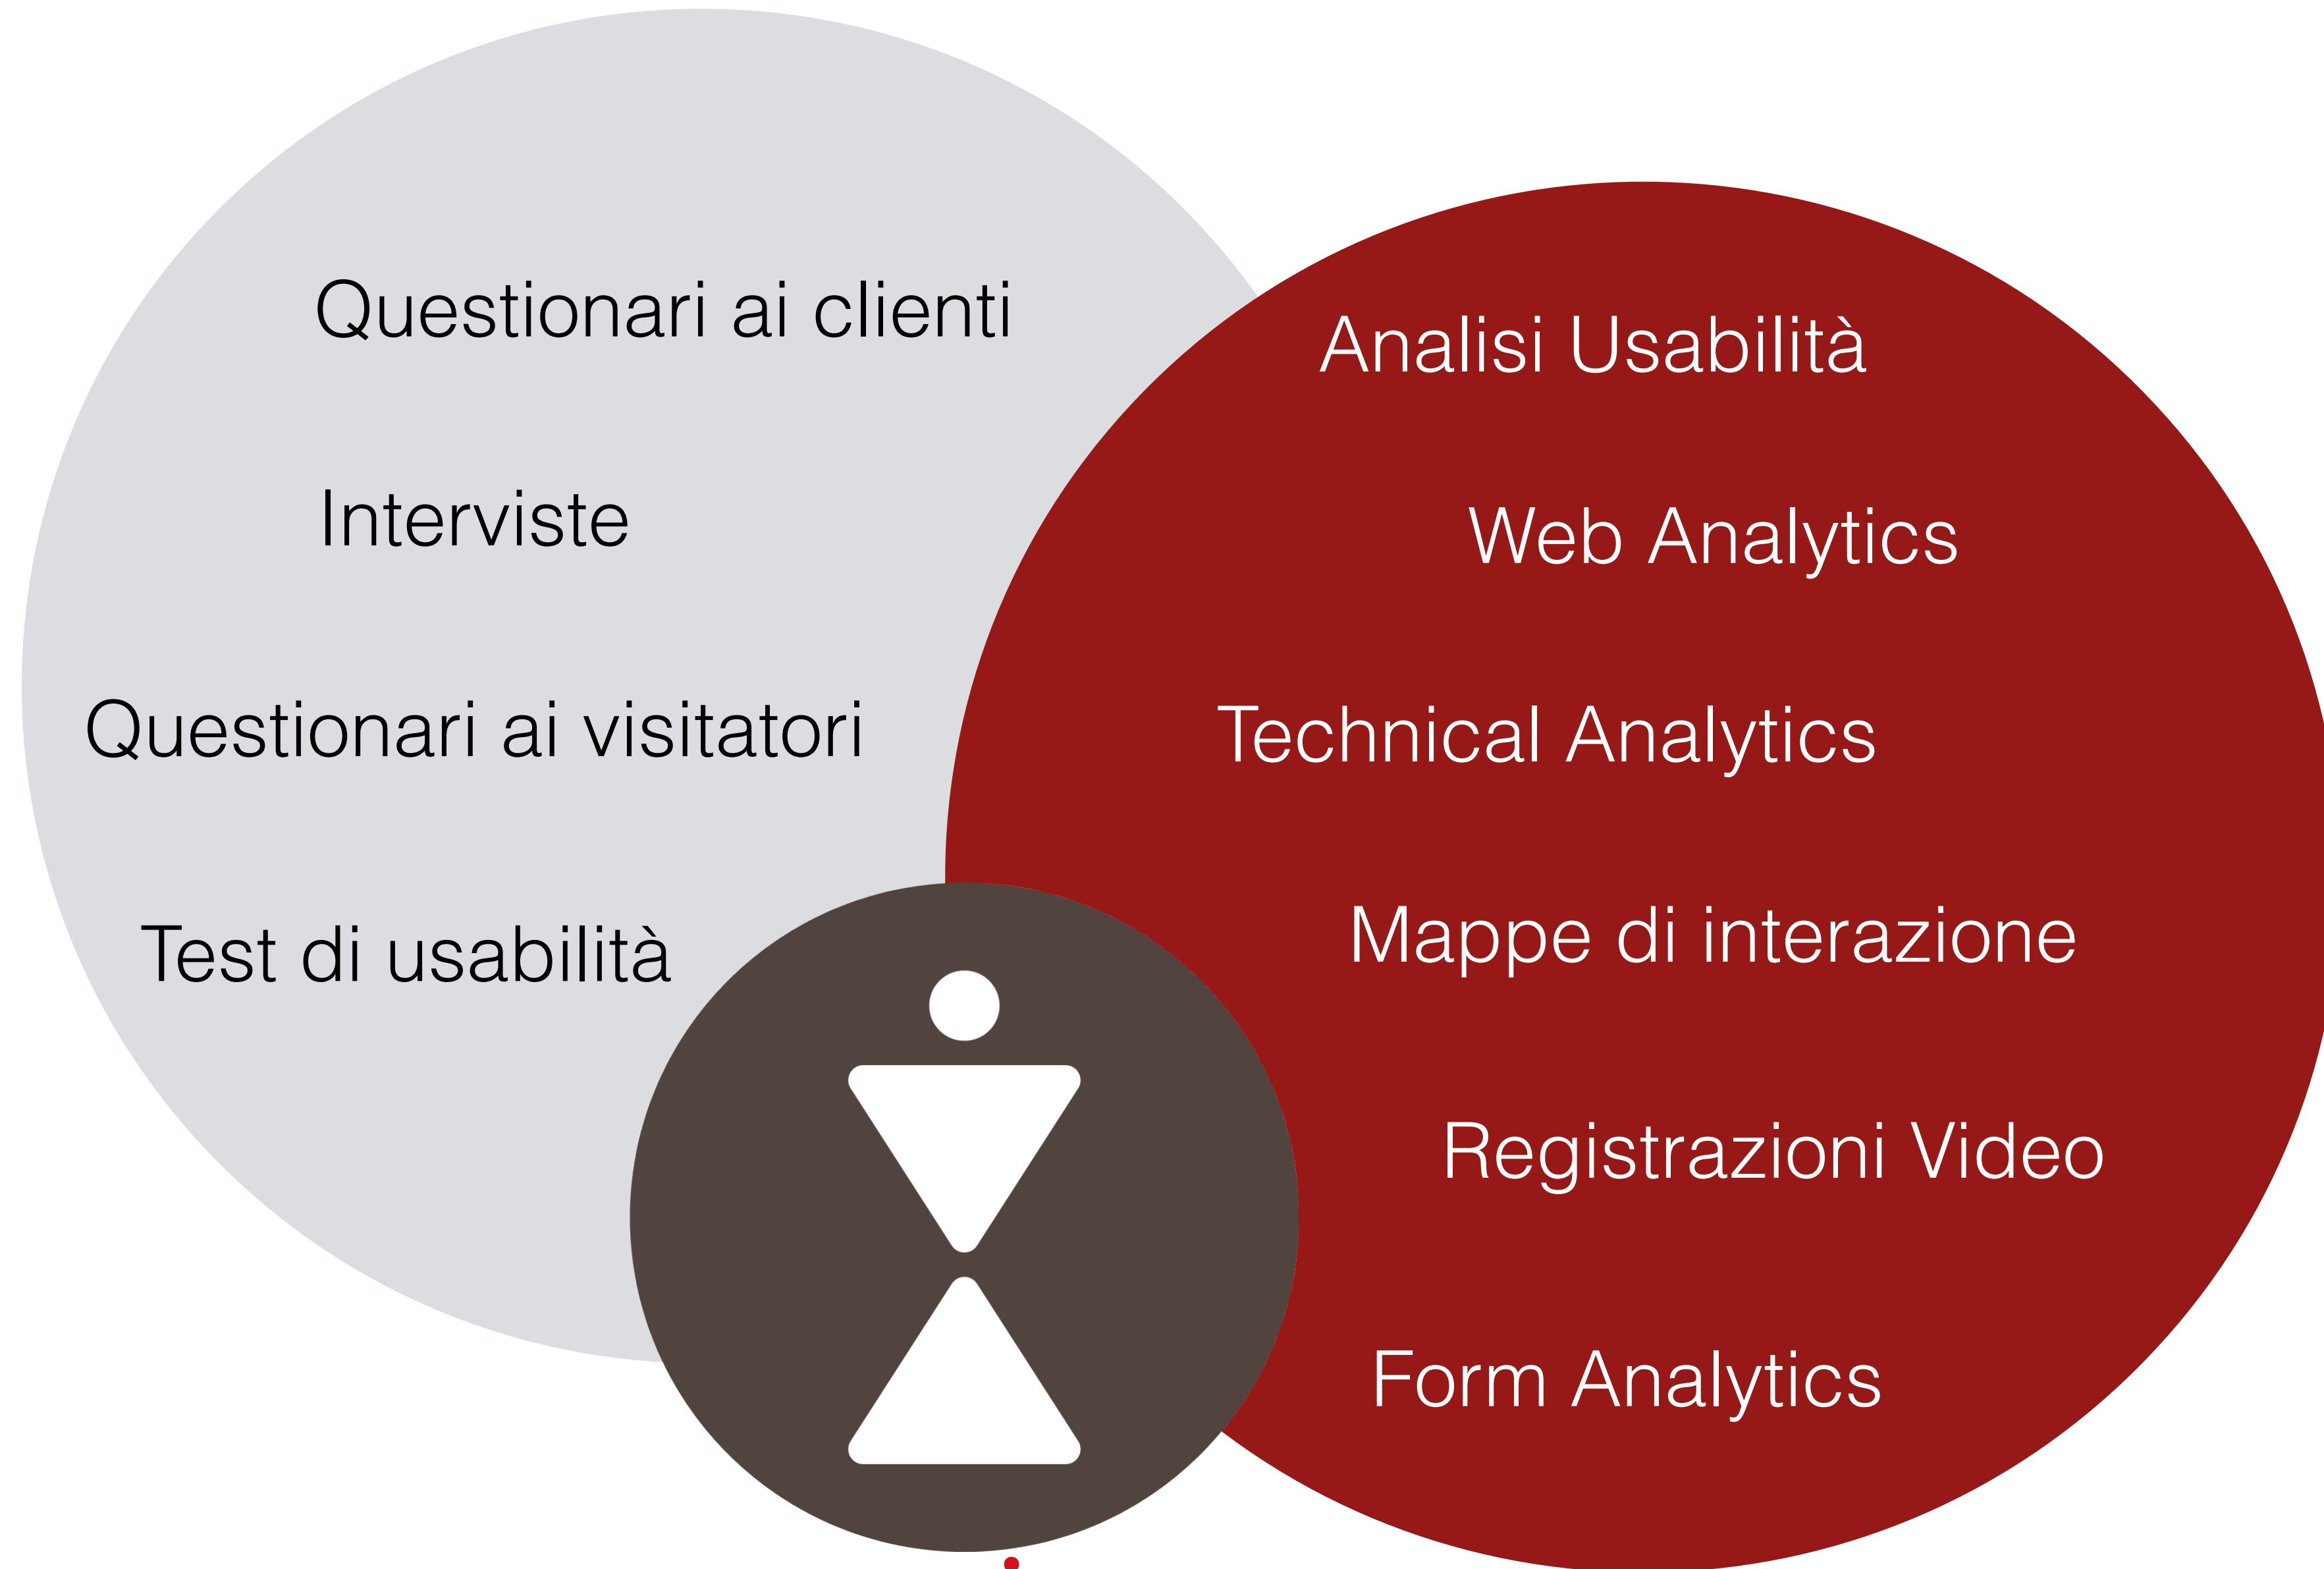 Questionari ai clienti
Interviste
Questionari ai visitatori
Test di usabilità
Analisi Usabilità
Web Analytics
Technical Analytics
Mappe di interazione
Registrazioni Video
Form Analytics